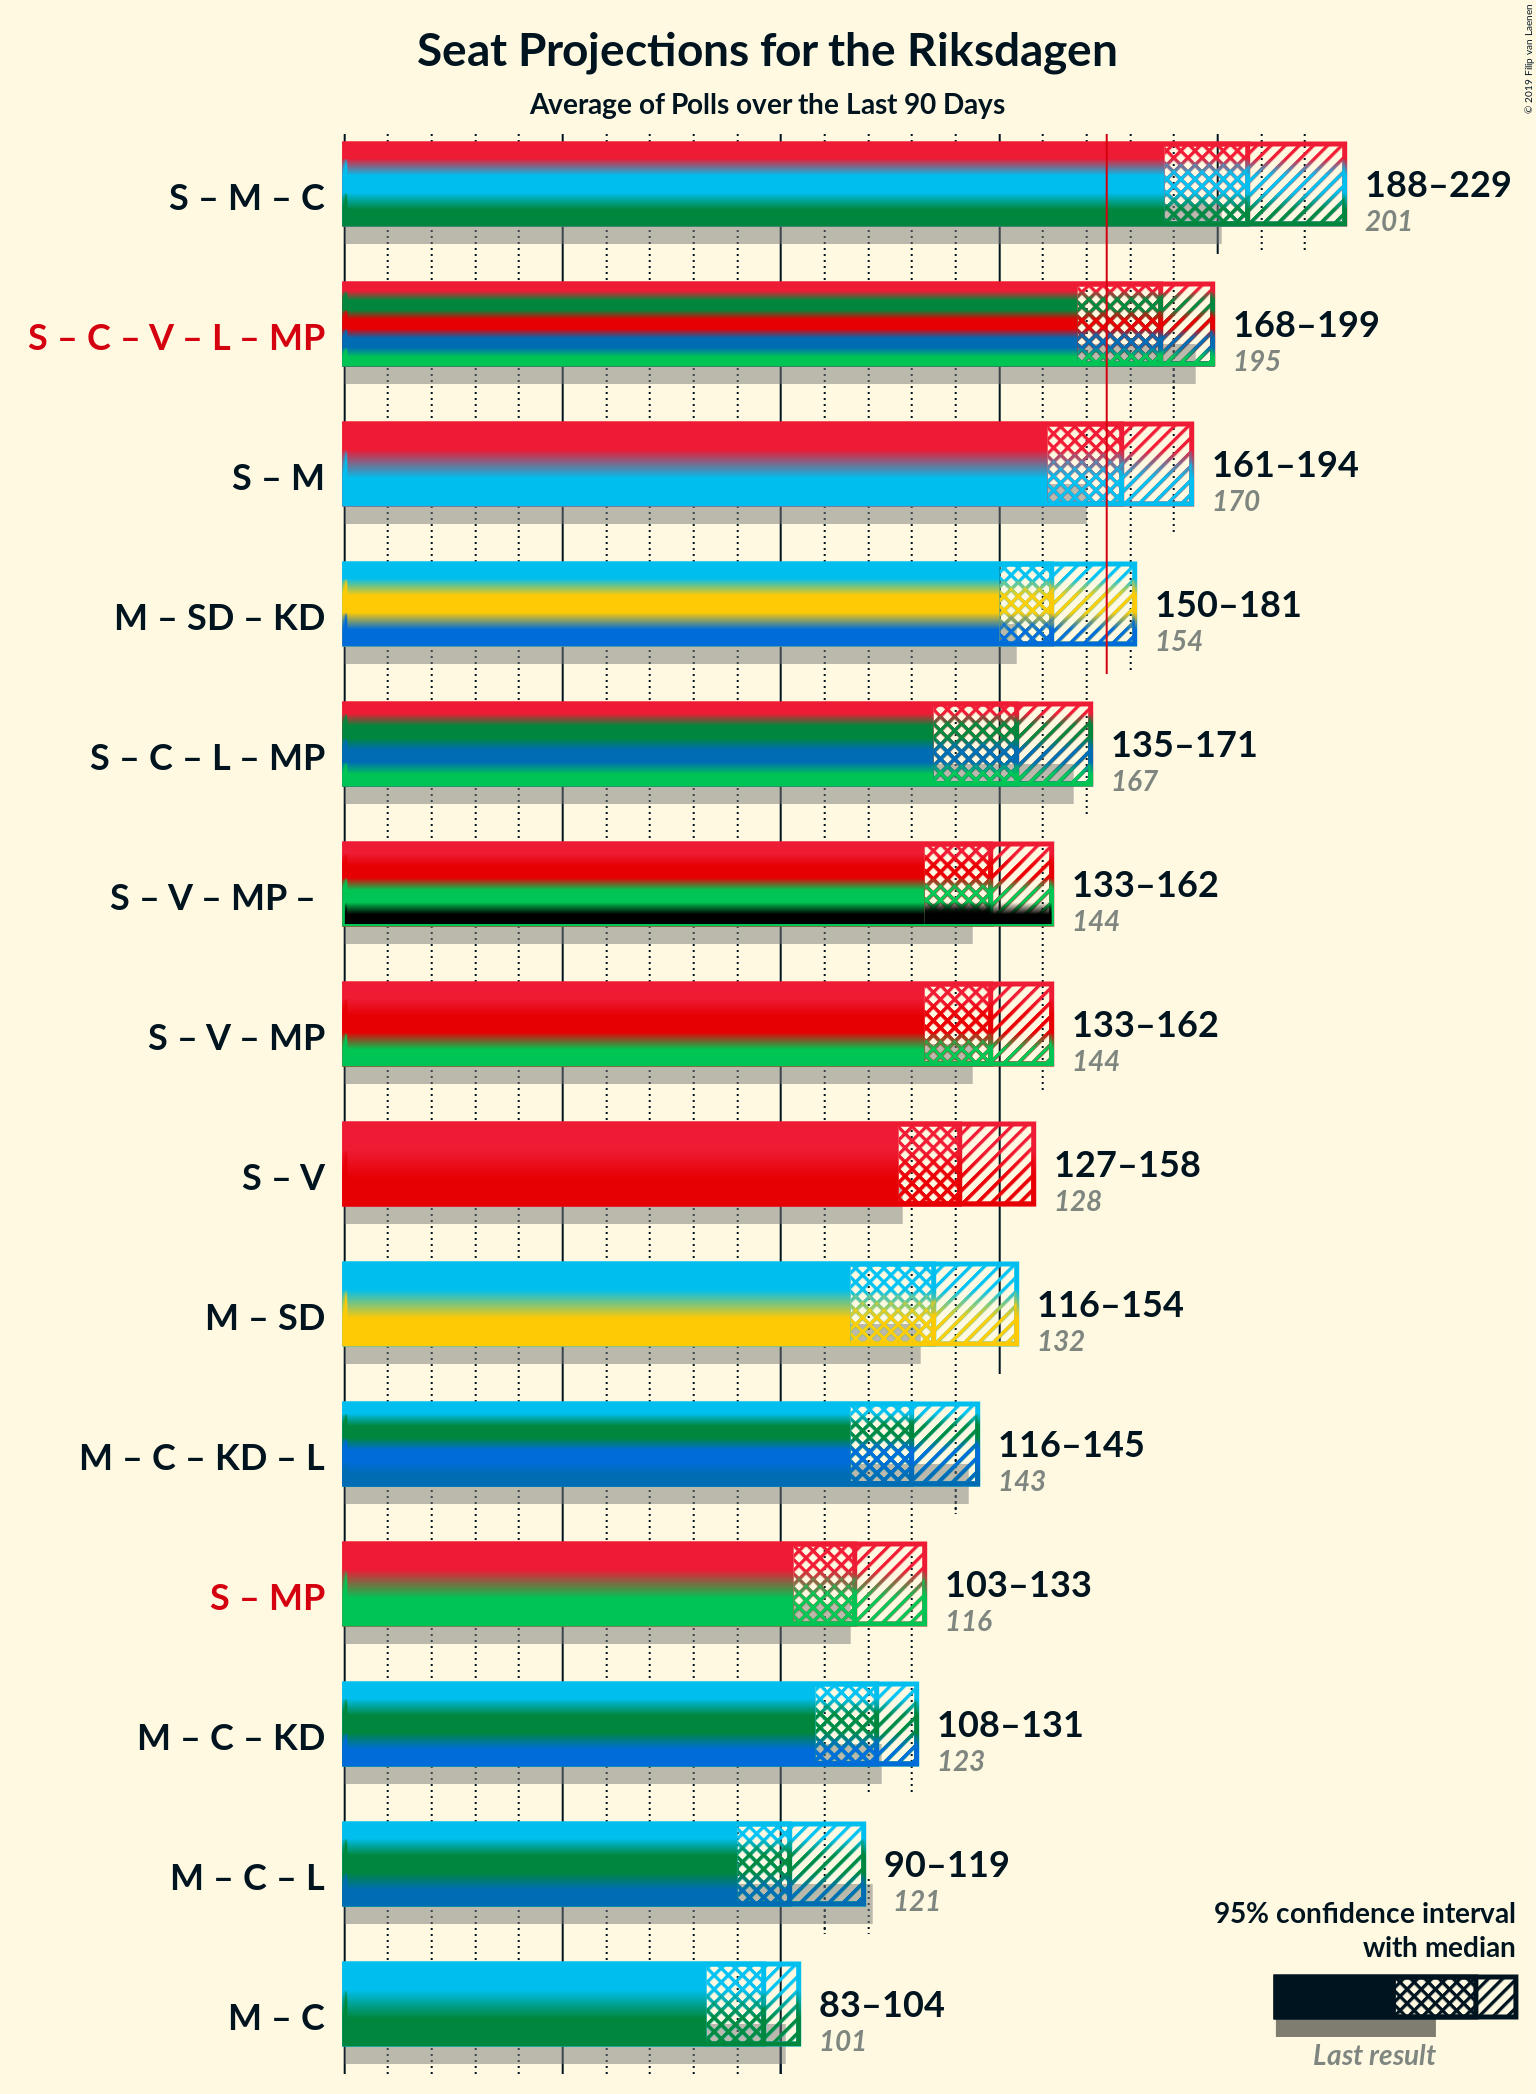 Seat Projections for the Riksdagen
Average of Polls over the Last 90 Days
© 2019 Filip van Laenen
S – M – C
188–229
201
S – C – V – L – MP
168–199
195
S – M
161–194
170
M – SD – KD
150–181
154
S – C – L – MP
135–171
167
S – V – MP –
133–162
144
S – V – MP
133–162
144
S – V
127–158
128
M – SD
116–154
132
M – C – KD – L
116–145
143
S – MP
103–133
116
M – C – KD
108–131
123
M – C – L
90–119
121
M – C
83–104
101
95% confidence interval
with median
Last result